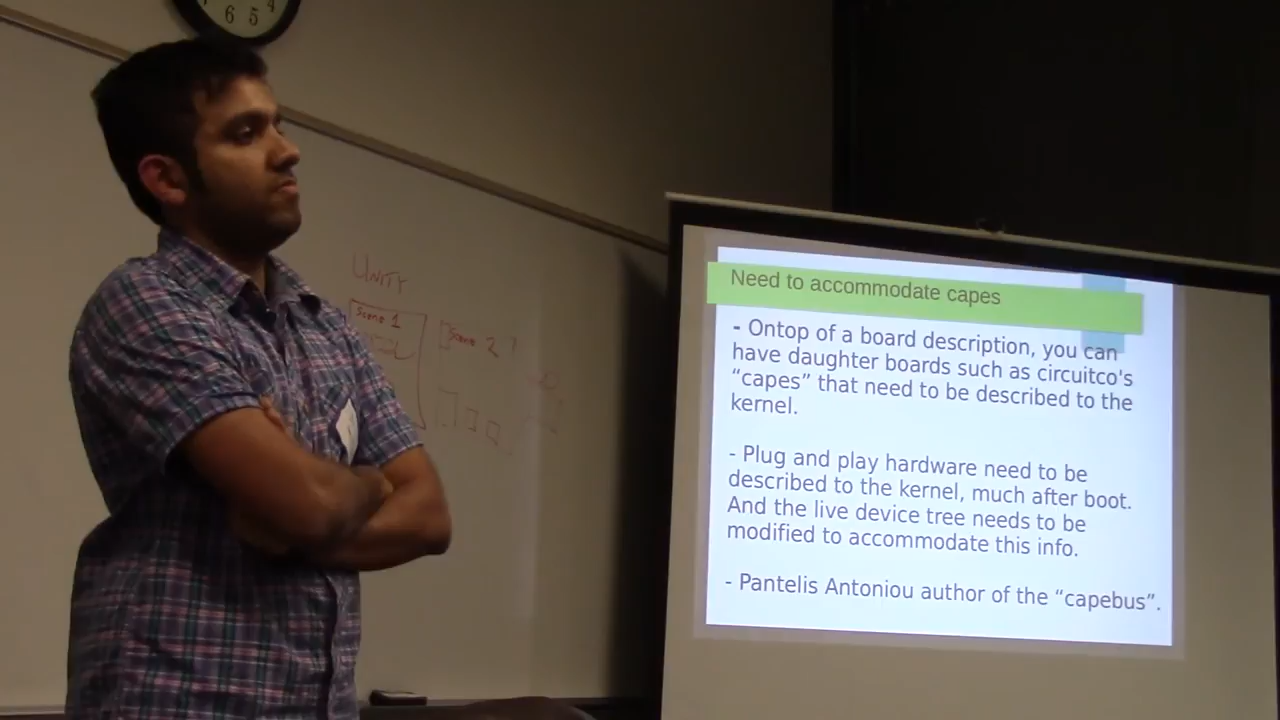 6 5 4
UNITY
Scene 1
Scene 2 ?
Need to accommodate capes
- Ontop of a board description, you can
have daughter boards such as circuitco's
“capes” that need to be described to the
kernel.
- Plug and play hardware need to be
described to the kernel, much after boot.
And the live device tree needs to be
modified to accommodate this info.
- Pantelis Antoniou author of the “capebus”.